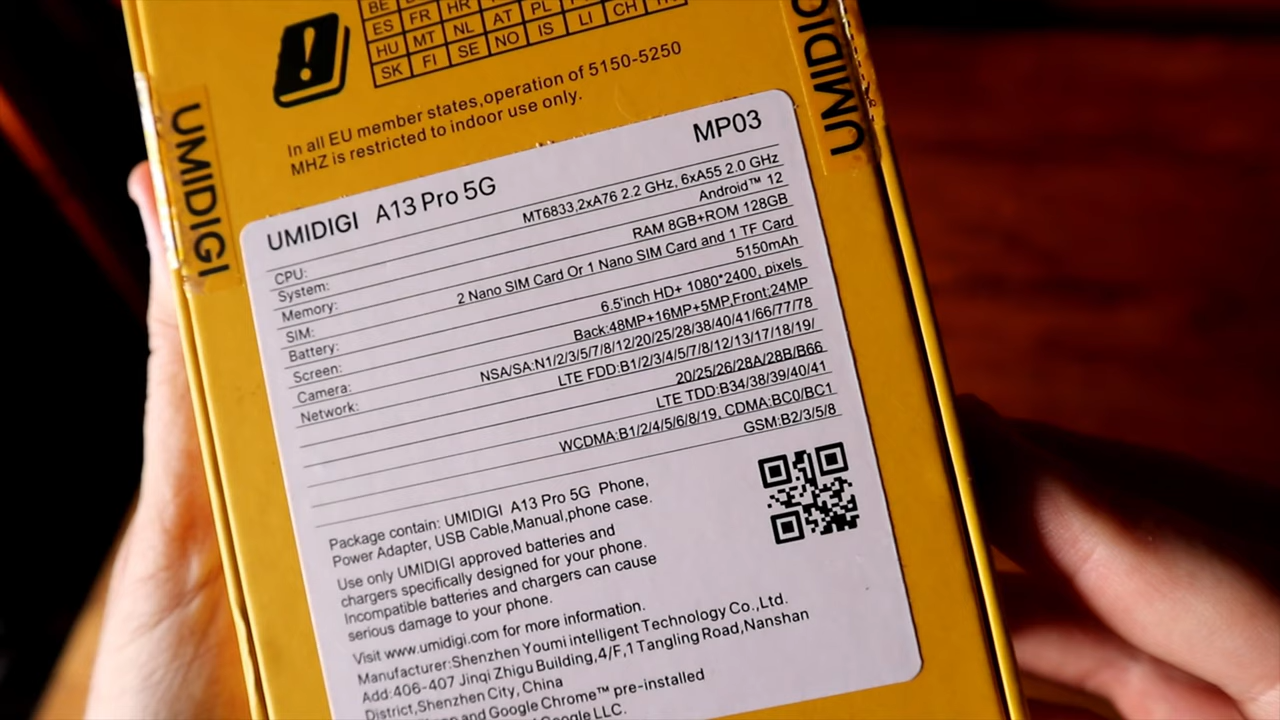 BE
ES FR HR AT PL
HU MT NL NO IS LI CH
SK FI SE
In all EU member states,operation of 5150-5250
MHZ is restricted to indoor use only.
UMIDIGI
UMIDIGI
MP03
UMIDIGI A13 Pro 5G
CPU: MT6833,2xA76 2.2 GHz, 6xA55 2.0 GHz
System: Android™ 12
Memory: RAM 8GB+ROM 128GB
SIM: 2 Nano SIM Card Or 1 Nano SIM Card and 1 TF Card
Battery: 5150mAh
Screen: 6.5'inch HD+ 1080*2400, pixels
Camera: Back:48MP+16MP+5MP,Front:24MP
Network: NSA/SA:N1/2/3/5/7/8/12/20/25/28/38/40/41/66/77/78
LTE FDD:B1/2/3/4/5/7/8/12/13/17/18/19/
20/25/26/28A/28B/B66
LTE TDD:B34/38/39/40/41
WCDMA:B1/2/4/5/6/8/19, CDMA:BC0/BC1
GSM:B2/3/5/8
Package contain: UMIDIGI A13 Pro 5G Phone,
Power Adapter, USB Cable,Manual,phone case.
Use only UMIDIGI approved batteries and
chargers specifically designed for your phone.
Incompatible batteries and chargers can cause
serious damage to your phone.
Visit www.umidigi.com for more information.
Manufacturer:Shenzhen Youmi intelligent Technology Co.,Ltd.
Add:406-407 Jinqi Zhigu Building,4/F,1 Tangling Road,Nanshan
District,Shenzhen City, China
and Google Chrome™ pre-installed
Google LLC.